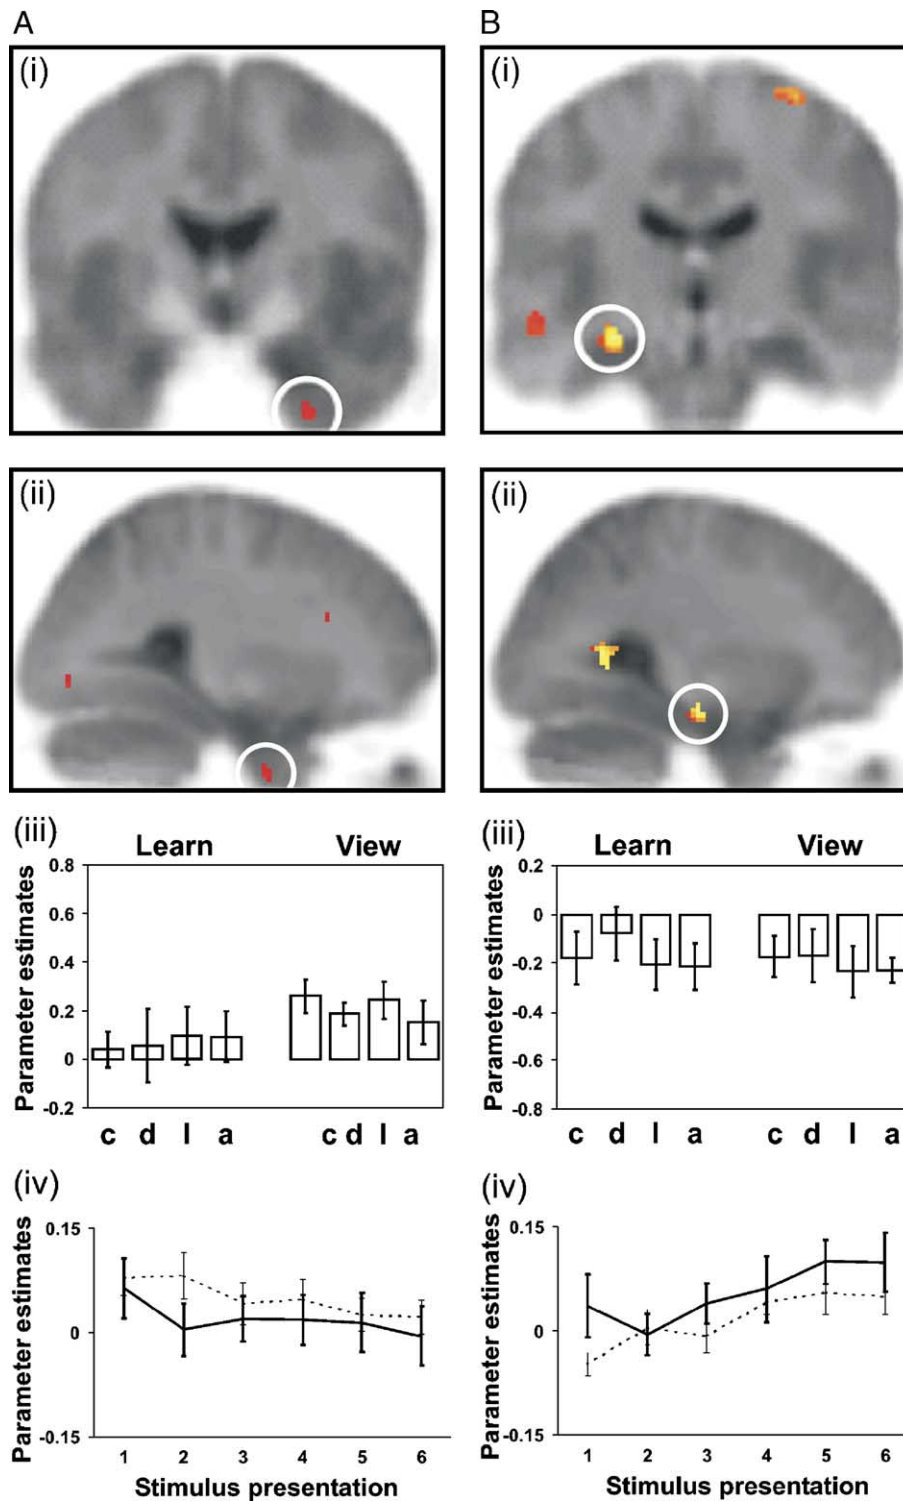 A
(i)
(ii)
(iii)
Learn View
Parameter estimates
0.8
0.6
0.4
0.2
0
-0.2
c d l a c d l a
(iv)
Parameter estimates
0.15
0
-0.15
1 2 3 4 5 6
Stimulus presentation
B
(i)
(ii)
(iii)
Learn View
Parameter estimates
0.2
0
-0.2
-0.4
-0.6
-0.8
c d l a c d l a
(iv)
Parameter estimates
0.15
0
-0.15
1 2 3 4 5 6
Stimulus presentation